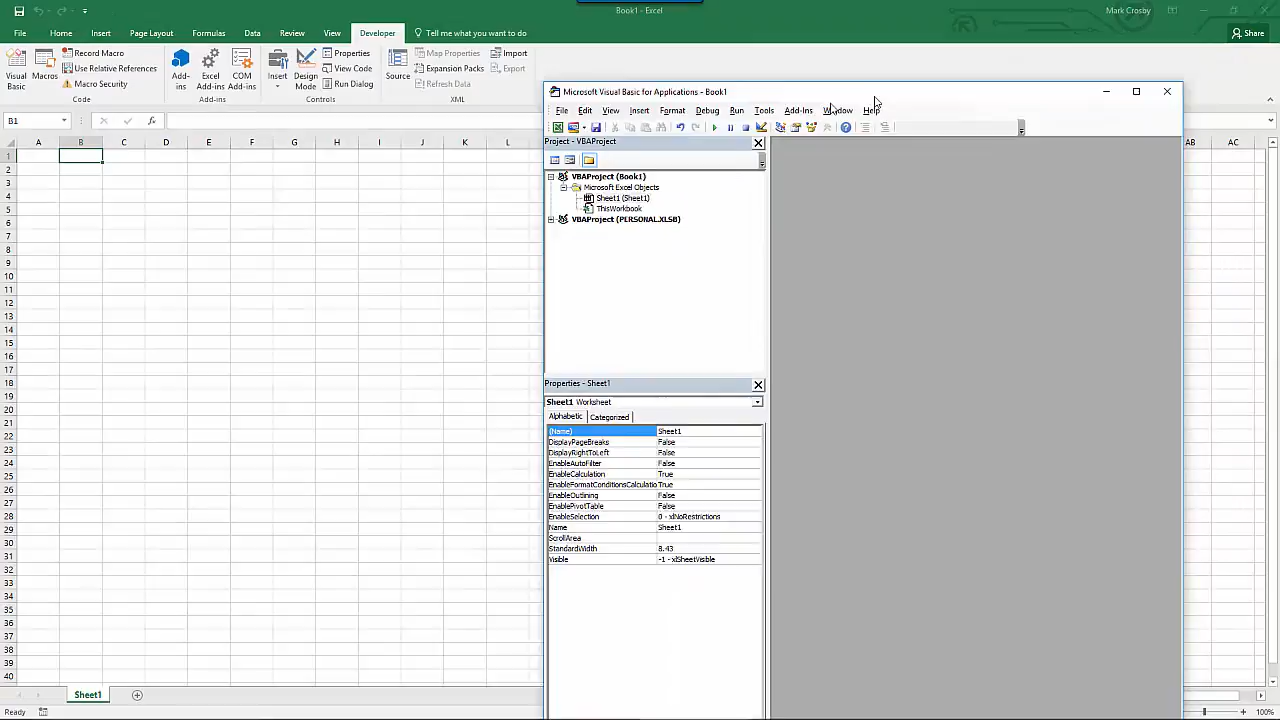 Book1 - Excel
Mark Crosby
File Home Insert Page Layout Formulas Data Review View Developer Tell me what you want to do
Share
Visual Basic
Macros
Record Macro
Use Relative References
Macro Security
Code
Add-ins
Excel Add-ins
COM Add-ins
Add-ins
Insert
Design Mode
Properties
View Code
Run Dialog
Controls
Source
Map Properties
Expansion Packs
Refresh Data
Import
Export
XML
B1
fx
A B C D E F G H I J K L AB AC
1
2
3
4
5
6
7
8
9
10
11
12
13
14
15
16
17
18
19
20
21
22
23
24
25
26
27
28
29
30
31
32
33
34
35
36
37
38
39
40
Microsoft Visual Basic for Applications - Book1
File Edit View Insert Format Debug Run Tools Add-Ins Window Help
Project - VBAProject
VBAProject (Book1)
Microsoft Excel Objects
Sheet1 (Sheet1)
ThisWorkbook
VBAProject (PERSONAL.XLSB)
Properties - Sheet1
Sheet1 Worksheet
Alphabetic Categorized
(Name) Sheet1
DisplayPageBreaks False
DisplayRightToLeft False
EnableAutoFilter False
EnableCalculation True
EnableFormatConditionsCalculatio True
EnableOutlining False
EnablePivotTable False
EnableSelection 0 - xlNoRestrictions
Name Sheet1
ScrollArea
StandardWidth 8.43
Visible -1 - xlSheetVisible
Sheet1
Ready
100%